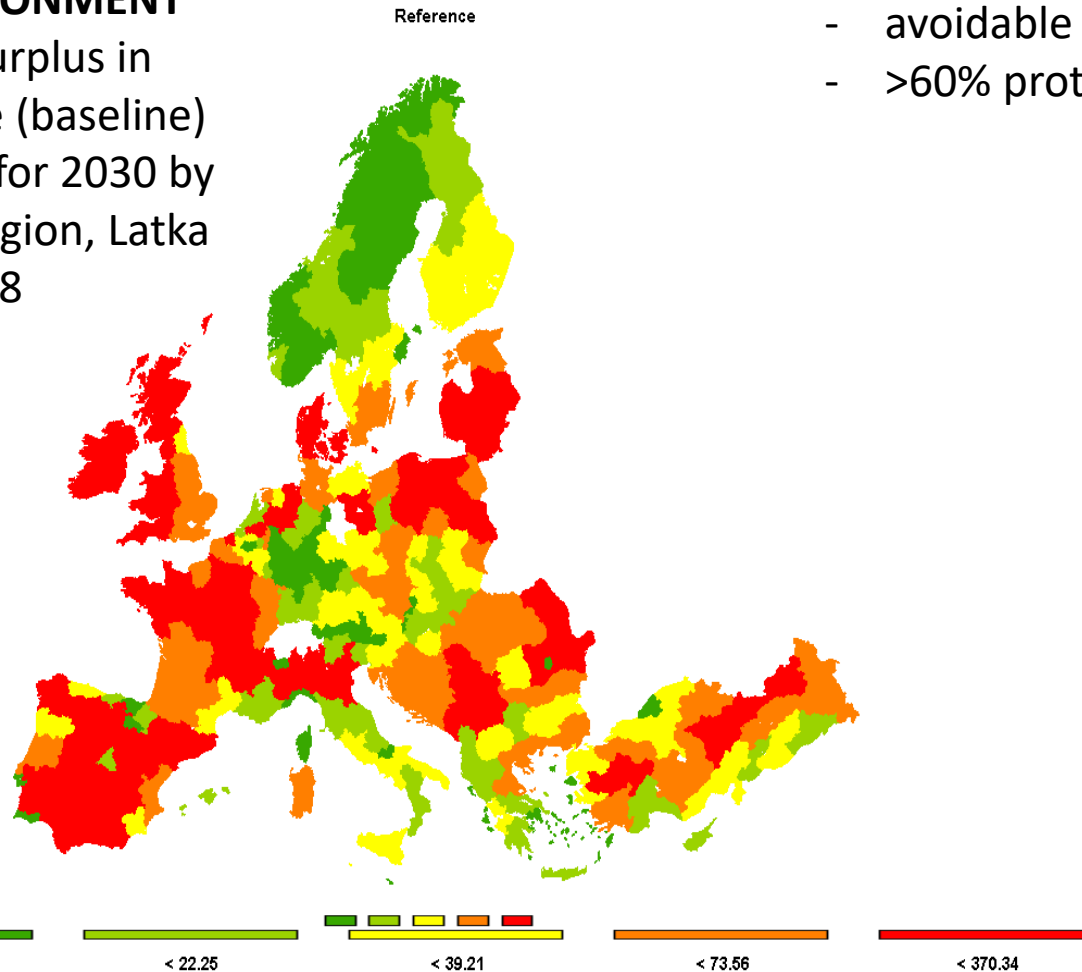 Reference
urplus in
(baseline)
for 2030 by
gion, Latka
8
- avoidable
- >60% prot
< 22.25
< 39.21
< 73.56
< 370.34